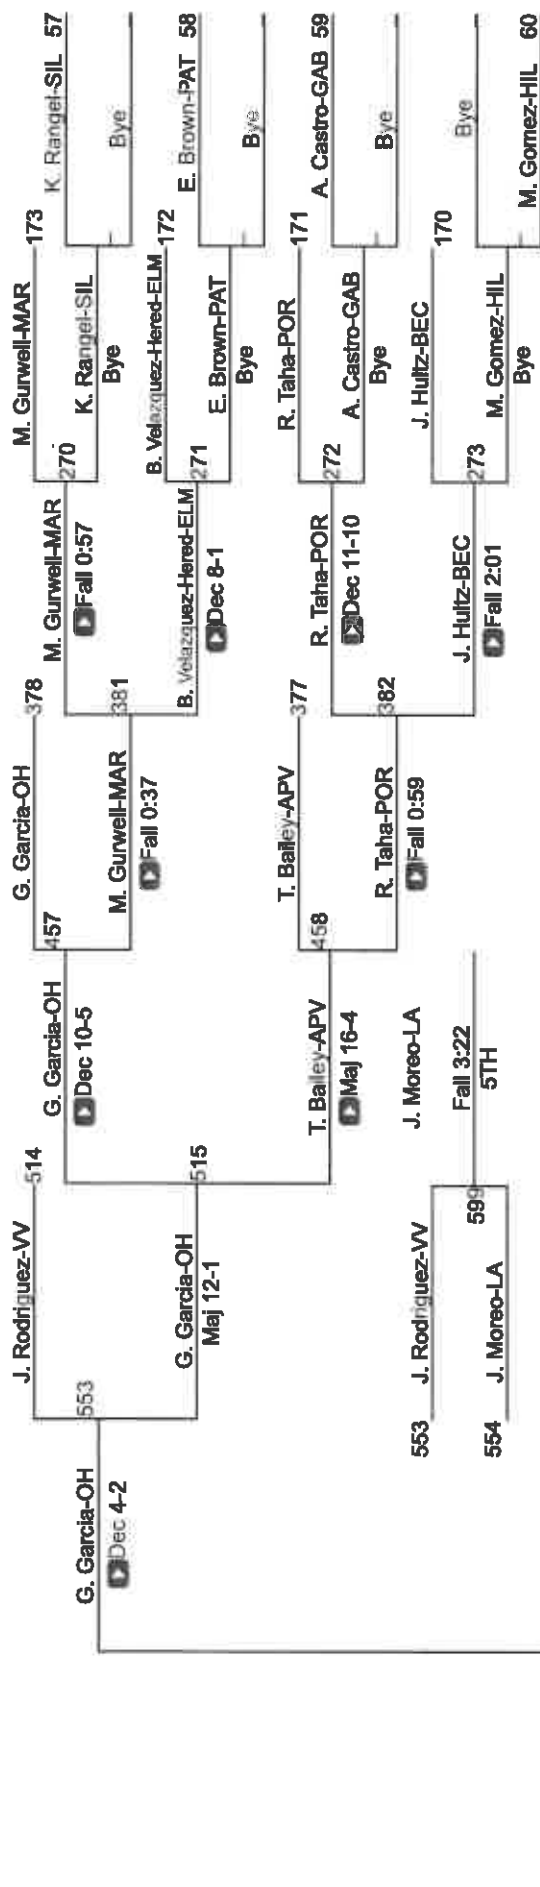 M. Gurwell-MAR 173
K. Rangel-SIL 57
Bye
K. Rangel-SIL
Bye
270
M. Gurwell-MAR
Fall 0:57
B. Velazquez-Hered-ELM 172
E. Brown-PAT 58
Bye
E. Brown-PAT
Bye
271
B. Velazquez-Hered-ELM
Dec 8-1
G. Garcia-OH 378
381
M. Gurwell-MAR
Fall 0:37
457
G. Garcia-OH
Dec 10-5
R. Taha-POR 171
A. Castro-GAB 59
Bye
A. Castro-GAB
Bye
272
R. Taha-POR
Dec 11-10
J. Hultz-BEC 170
Bye
M. Gomez-HIL 60
M. Gomez-HIL
Bye
273
J. Hultz-BEC
Fall 2:01
T. Bailey-APV 377
382
R. Taha-POR
Fall 0:59
458
T. Bailey-APV
Maj 16-4
J. Rodriguez-VV 514
515
G. Garcia-OH
Maj 12-1
553
G. Garcia-OH
Dec 4-2
553 J. Rodriguez-VV
554 J. Moreo-LA
599
J. Moreo-LA
Fall 3:22
5TH